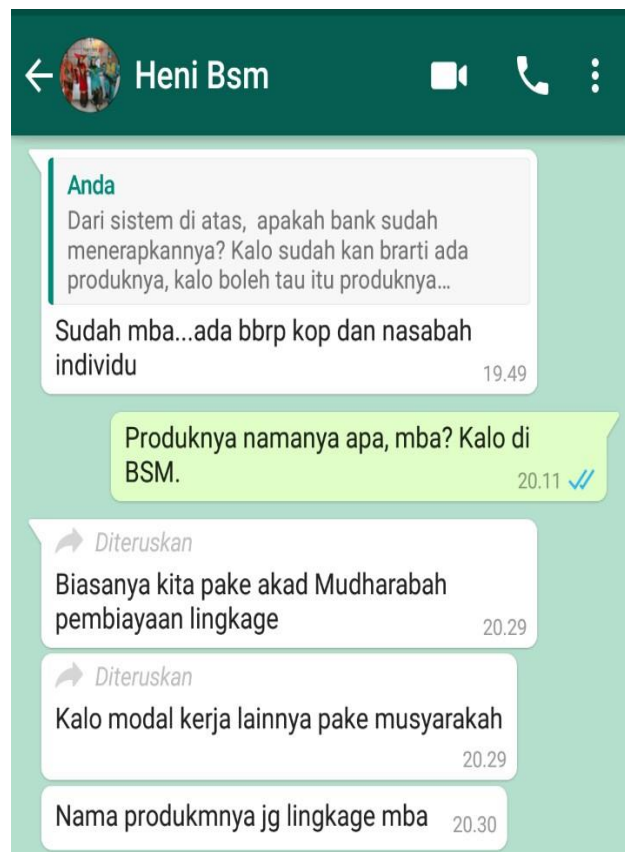 Heni Bsm
Anda
Dari sistem di atas, apakah bank sudah
menerapkannya? Kalo sudah kan brarti ada
produknya, kalo boleh tau itu produknya...
Sudah mba...ada bbrp kop dan nasabah
individu
19.49
Produknya namanya apa, mba? Kalo di
BSM.
20.11
Diteruskan
Biasanya kita pake akad Mudharabah
pembiayaan lingkage
20.29
Diteruskan
Kalo modal kerja lainnya pake musyarakah
20.29
Nama produkmnya jg lingkage mba
20.30